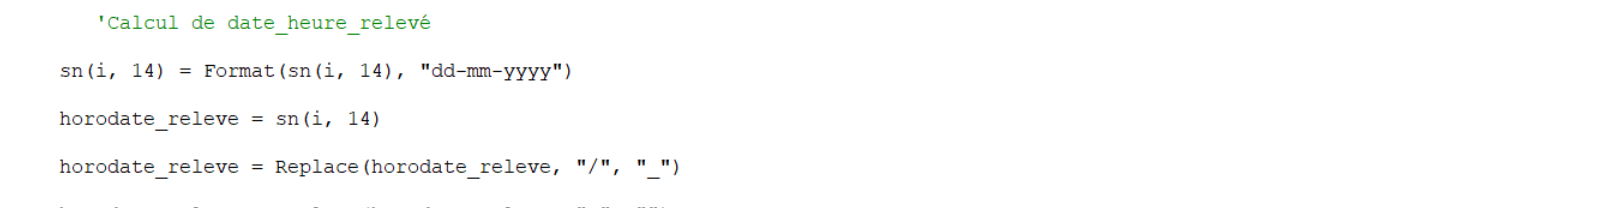 'Calcul de date_heure_relevé
sn(i, 14) = Format(sn(i, 14), "dd-mm-yyyy")
horodate_releve = sn(i, 14)
horodate_releve = Replace(horodate_releve, "/", "_")